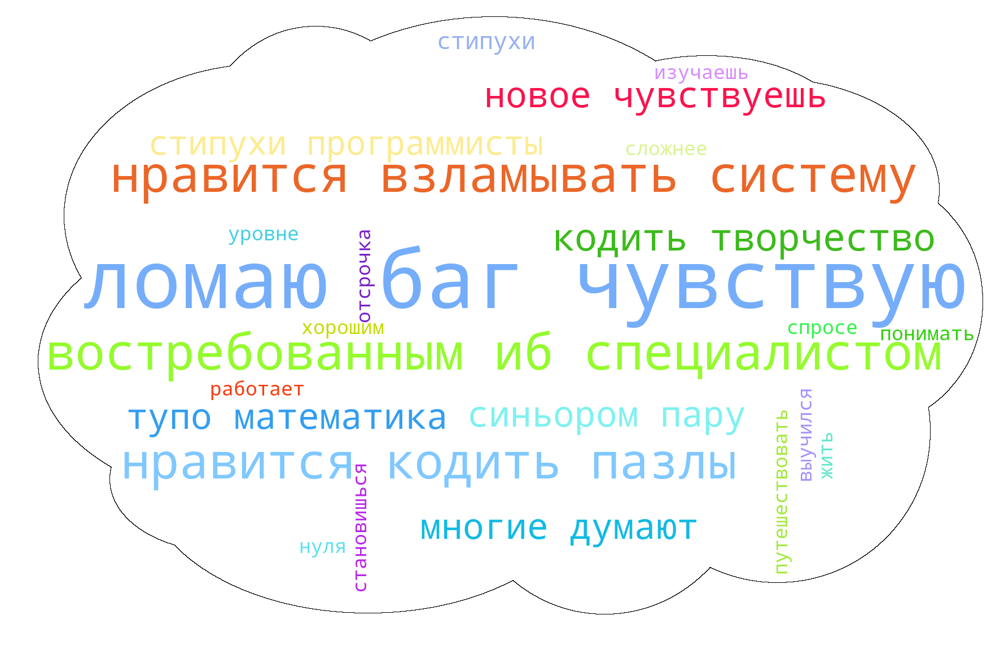 стипухи
изучаешь
новое чувствуешь
стипухи программисты
сложнее
нравится взламывать систему
уровне
отсрочка
кодить творчество
ломаю баг чувствую
хорошим
спросе
понимать
востребованным иб специалистом
работает
тупо математика
синьором пару
выучился
жить
путешествовать
нравится кодить пазлы
становишься
многие думают
нуля